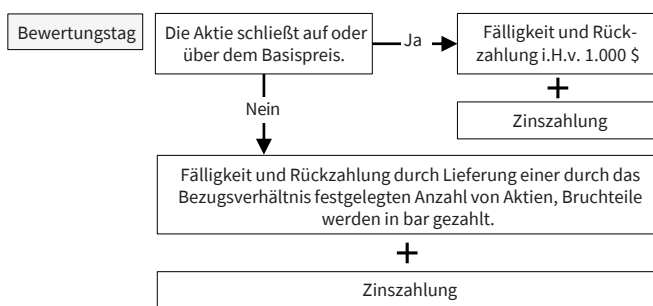 Bewertungstag
Die Aktie schließt auf oder
über dem Basispreis.
Ja
Fälligkeit und Rück-
zahlung i.H.v. 1.000 $
+
Zinszahlung
Nein
Fälligkeit und Rückzahlung durch Lieferung einer durch das
Bezugsverhältnis festgelegten Anzahl von Aktien, Bruchteile
werden in bar gezahlt.
+
Zinszahlung